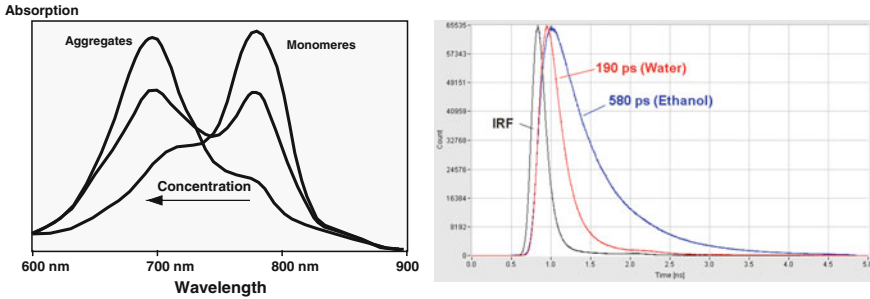 Absorption
Aggregates
Monomeres
Concentration
600 nm 700 nm 800 nm 900
Wavelength
65535
57343
49151
40959
32768
24576
16384
8192
0
Count
IRF
190 ps (Water)
580 ps (Ethanol)
0.0 0.5 1.0 1.5 2.0 2.5 3.0 3.5 4.0 4.5 5.0
Time [ns]